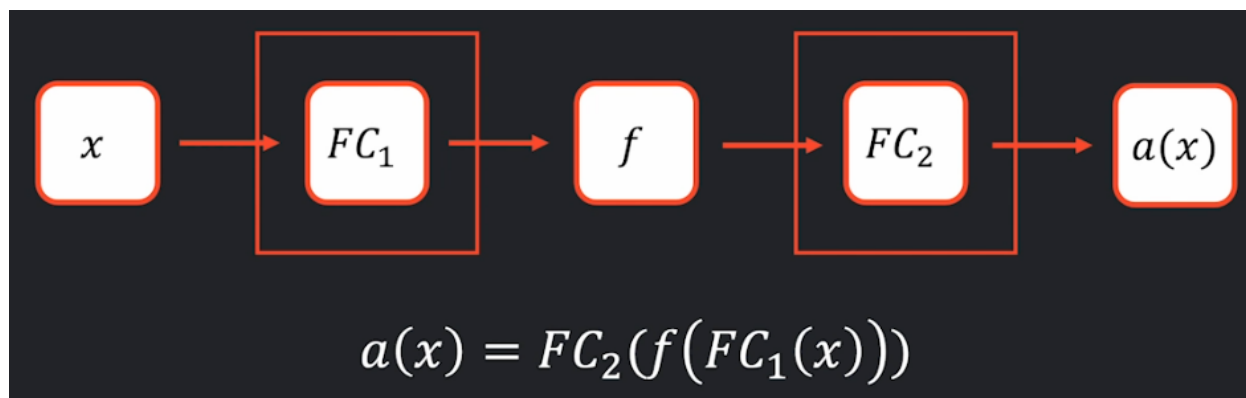 x FC₁ f FC₂ a(x)
a(x) = FC₂(f(FC₁(x)))